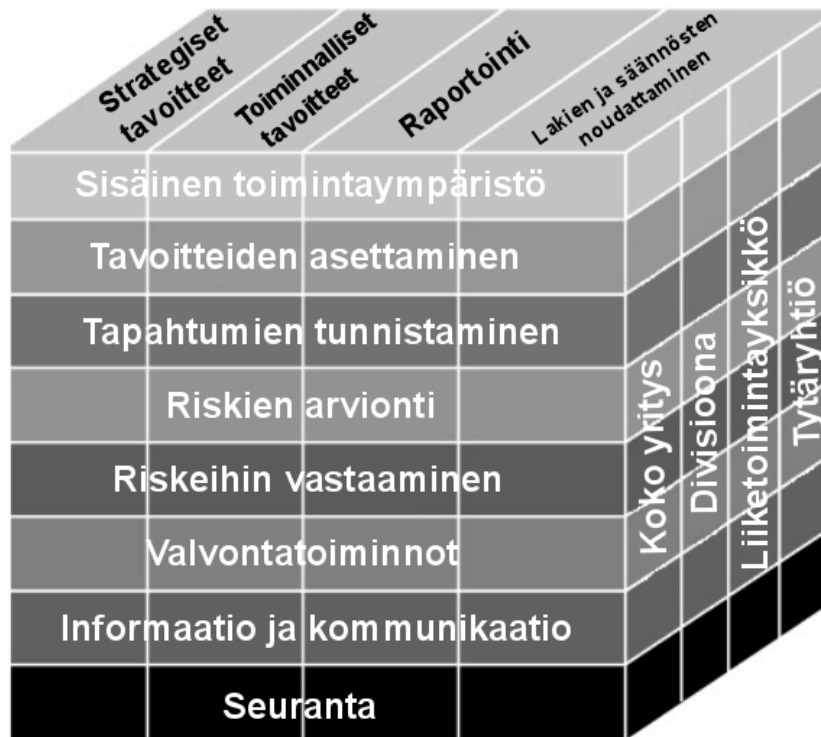 Strategiset
tavoitteet
Toiminnalliset
tavoitteet
Raportointi
Lakien ja säännösten
noudattaminen
Sisäinen toimintaympäristö
Tavoitteiden asettaminen
Tapahtumien tunnistaminen
Riskien arvionti
Riskeihin vastaaminen
Valvontatoiminnot
Informaatio ja kommunikaatio
Seuranta
Koko yritys
Divisioona
Liiketoimintayksikkö
Tytäryhtiö